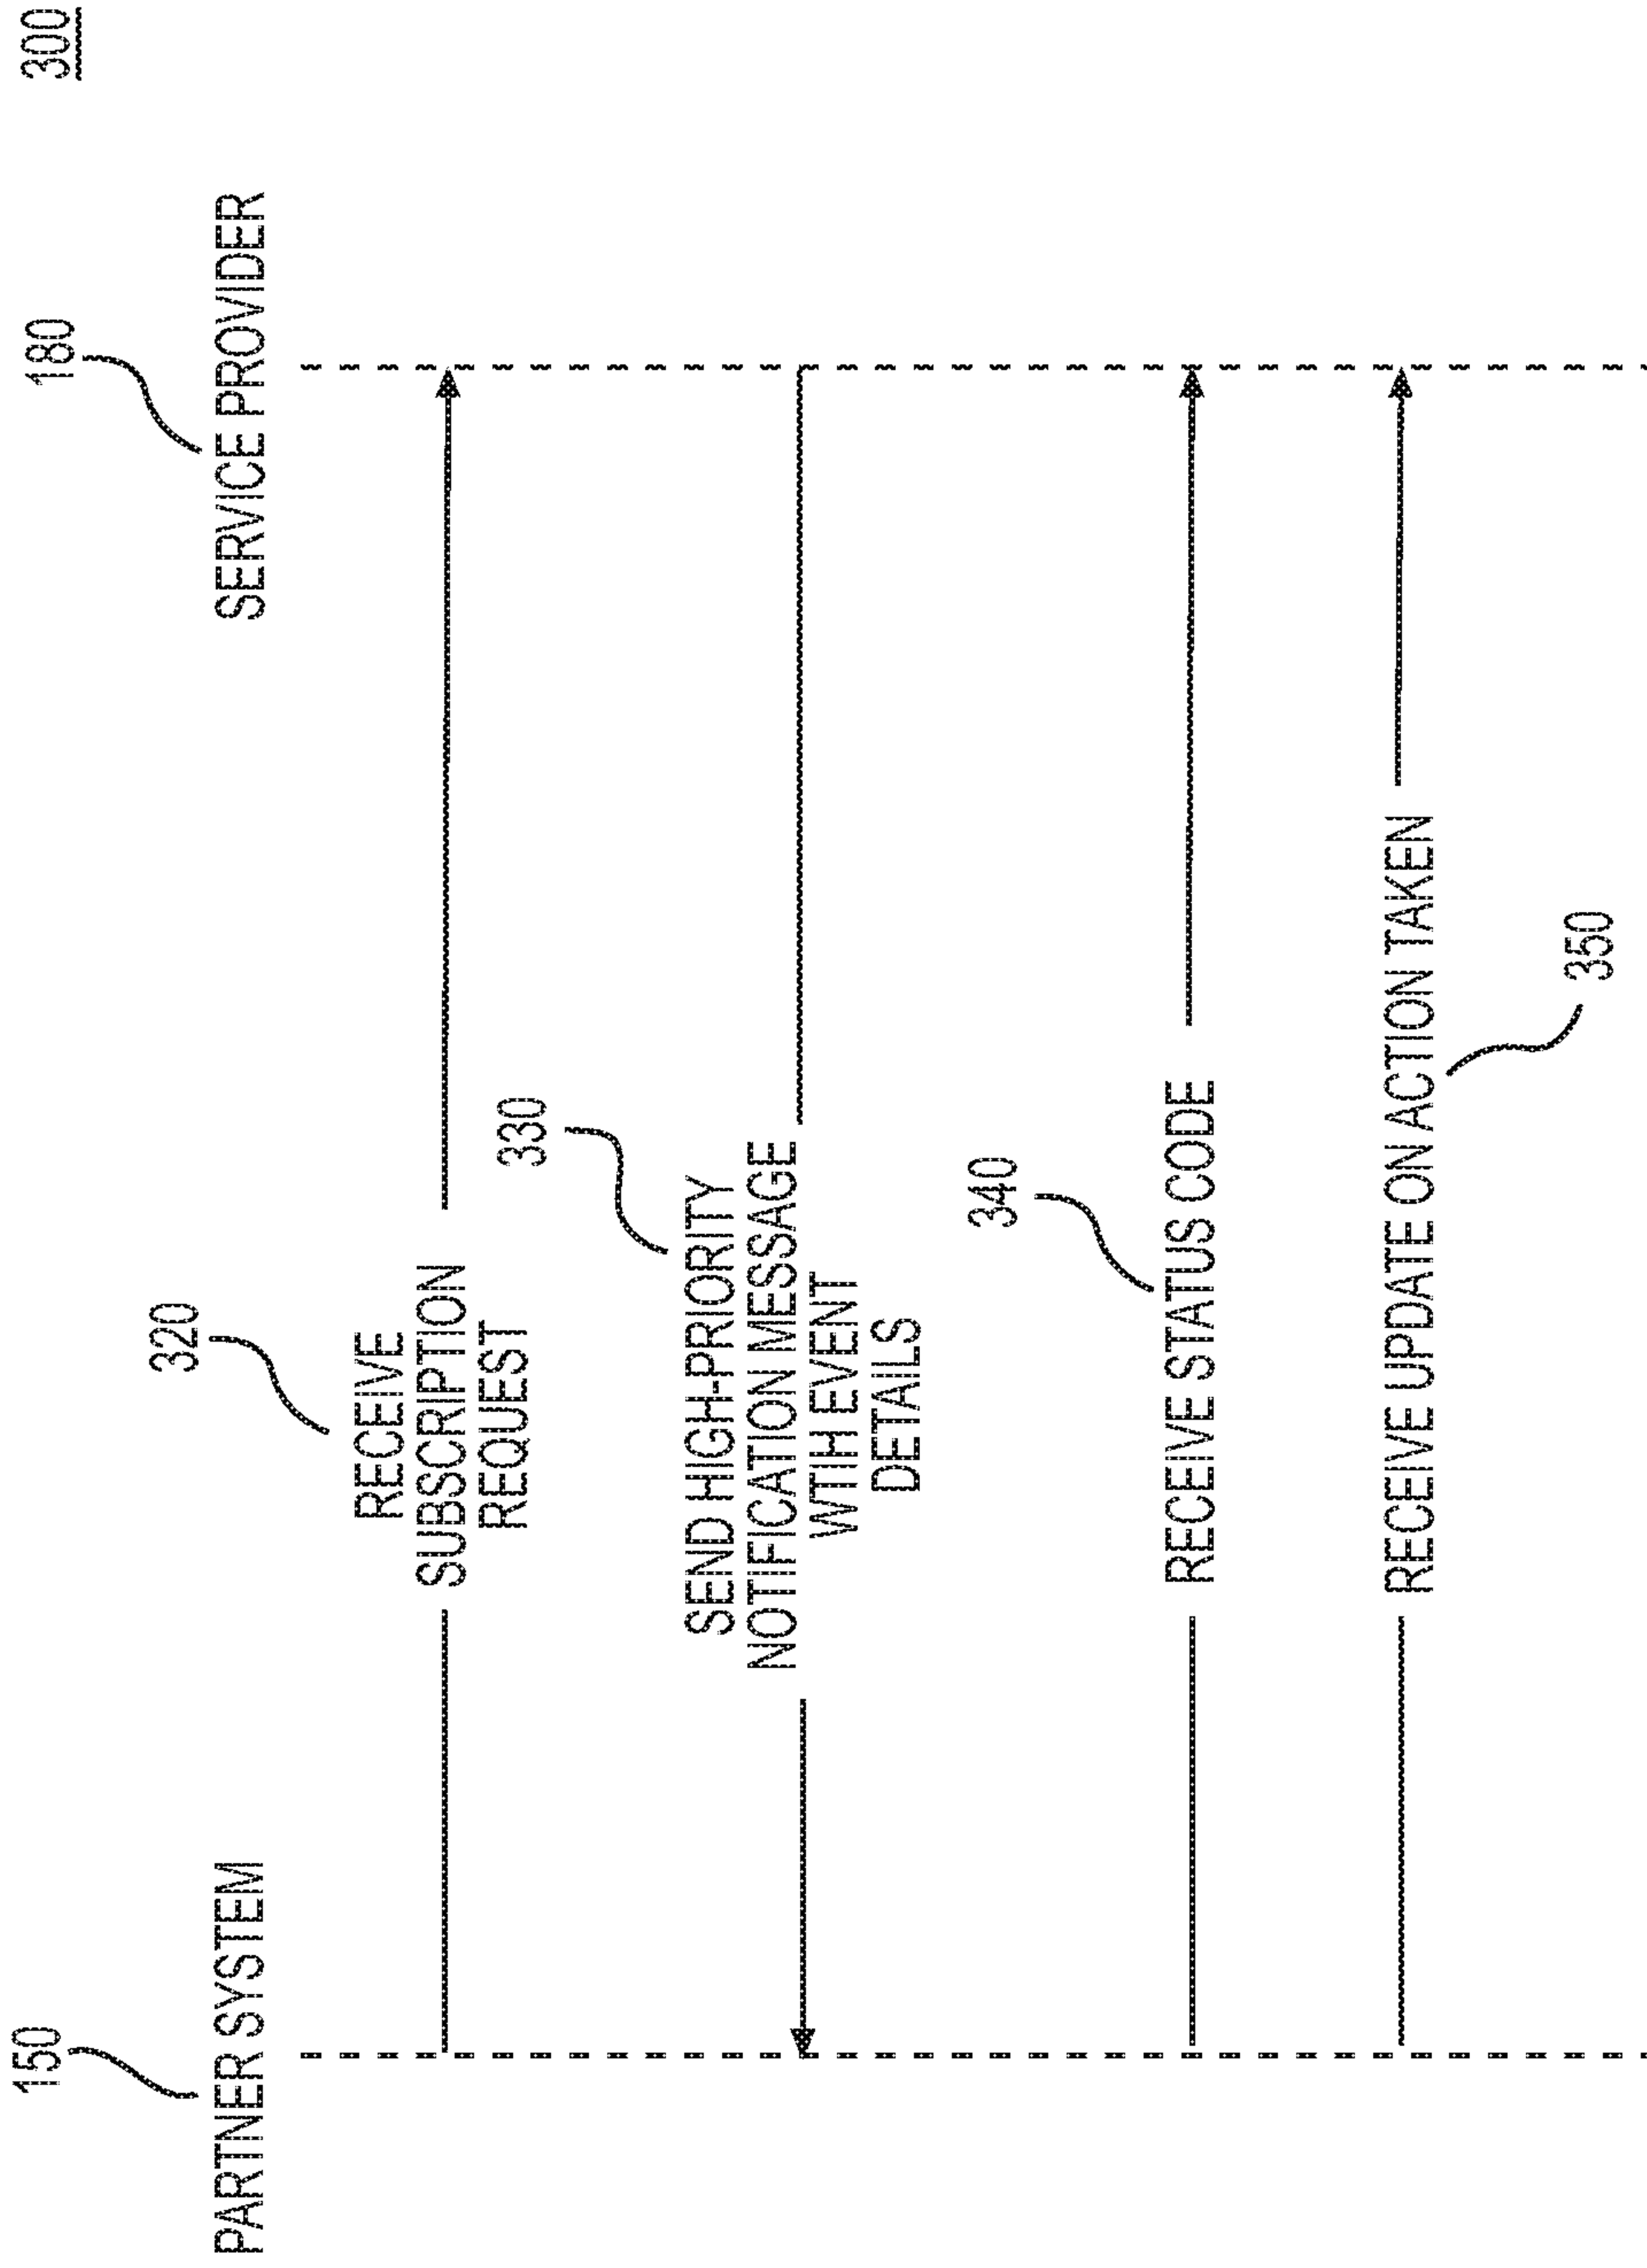 300
150
PARTNER SYSTEM
180
SERVICE PROVIDER
320
RECEIVE
SUBSCRIPTION
REQUEST
330
SEND HIGH-PRIORITY
NOTIFICATION MESSAGE
WTIH EVENT
DETAILS
340
RECEIVE STATUS CODE
RECEIVE UPDATE ON ACTION TAKEN
350